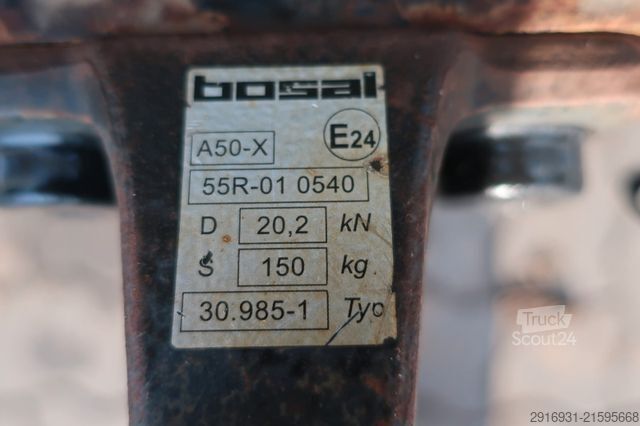 bosal
A50-X E24
55R-01 0540
D 20,2 kN
S 150 kg
30.985-1 Typ
Truck
Scout24
2916931-21595668